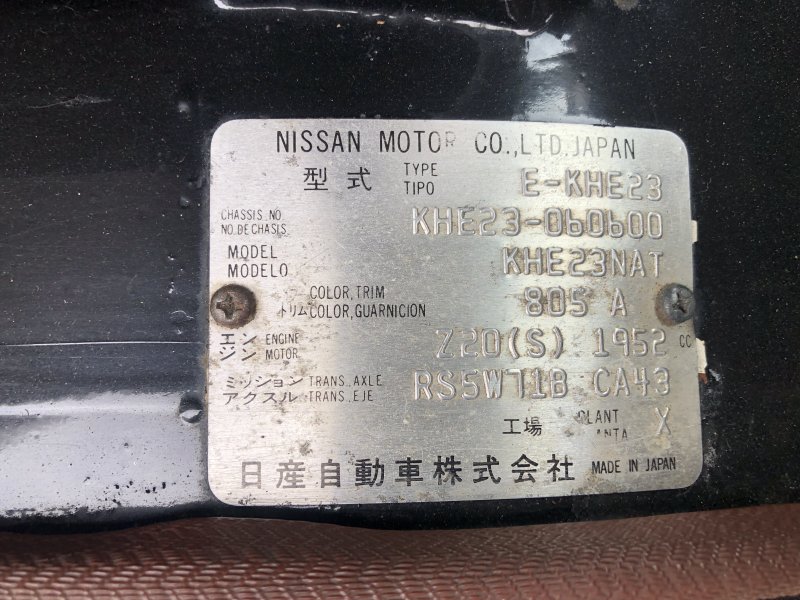 NISSAN MOTOR CO.,LTD.JAPAN
型式 TYPE TIPO E-KHE23
CHASSIS.NO NO.DE CHASIS KHE23-060600
MODEL MODELO KHE23NAT
トリム COLOR,TRIM COLOR,GUARNICION 805 A
エンジン ENGINE MOTOR Z20(S) 1952 CC
ミッション アクスル TRANS.,AXLE TRANS.,EJE RS5W71B CA43
工場 PLANT X
日産自動車株式会社 MADE IN JAPAN